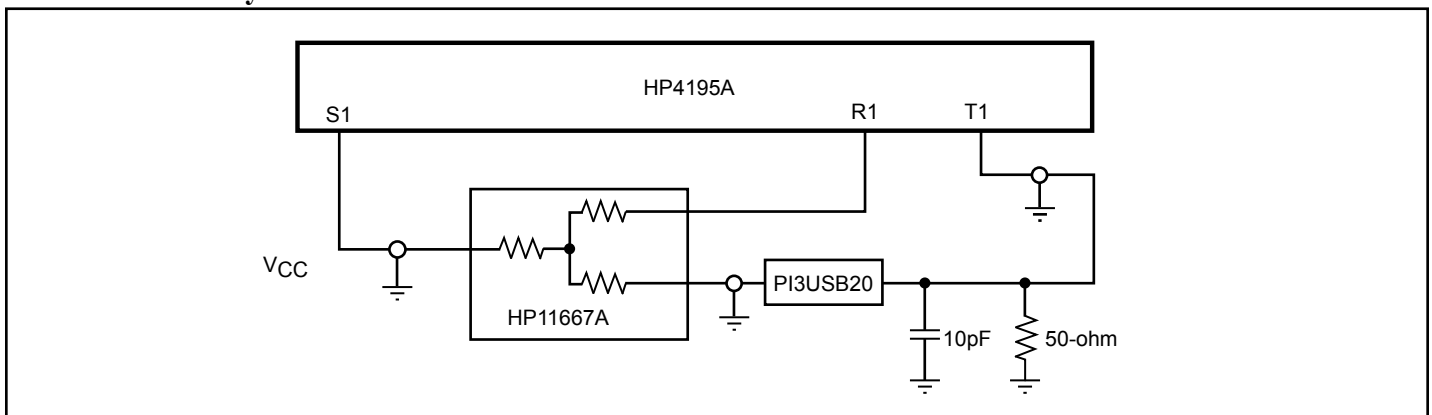 HP4195A
S1
R1
T1
VCC
HP11667A
PI3USB20
10pF
50-ohm